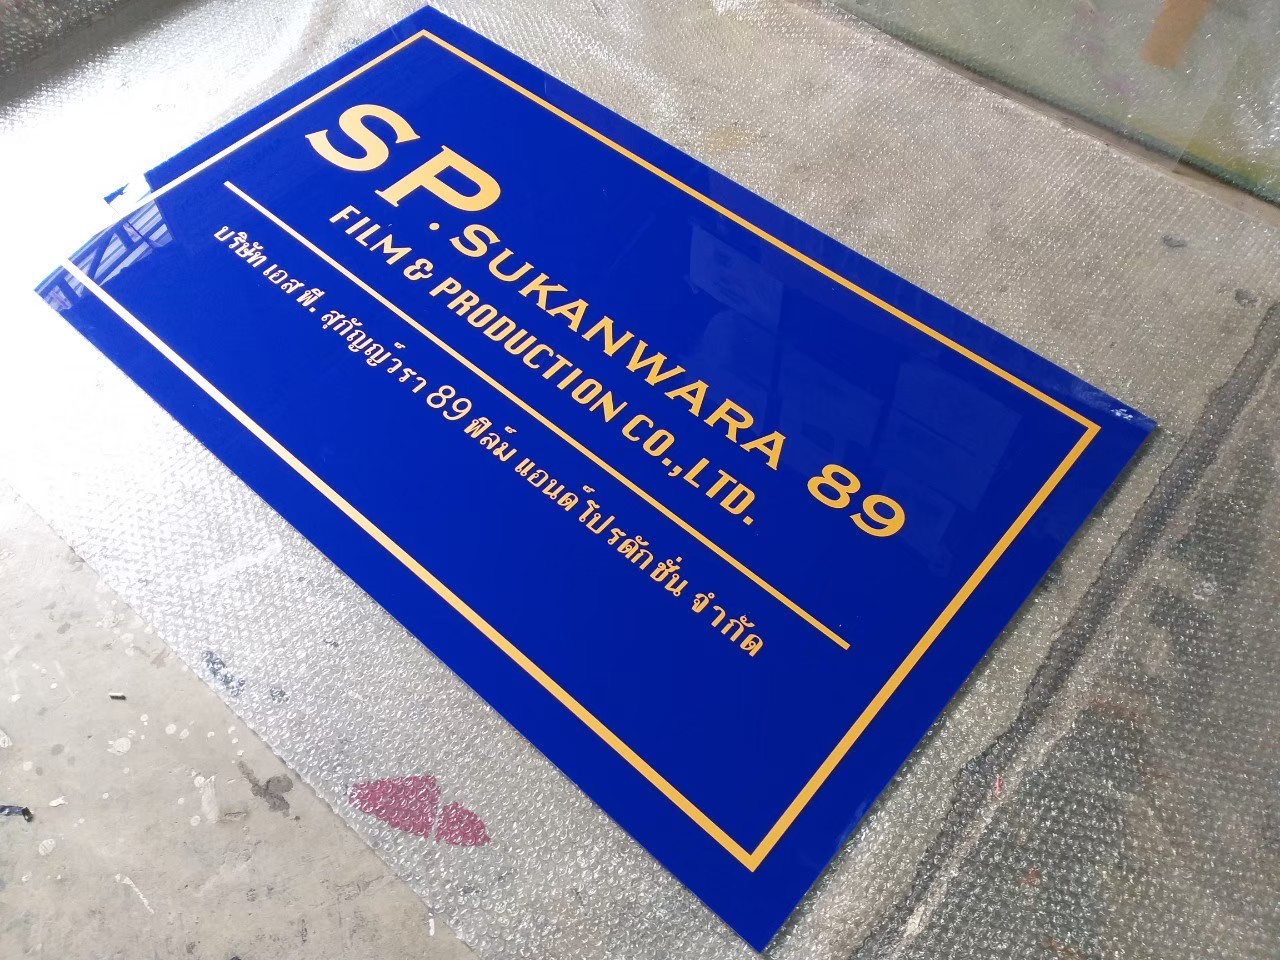 SP. SUKANWARA 89
FILM & PRODUCTION CO.,LTD.
บริษัท เอส พี. สุกัญญ์วรา 89 ฟิล์ม แอนด์ โปรดักชั่น จำกัด